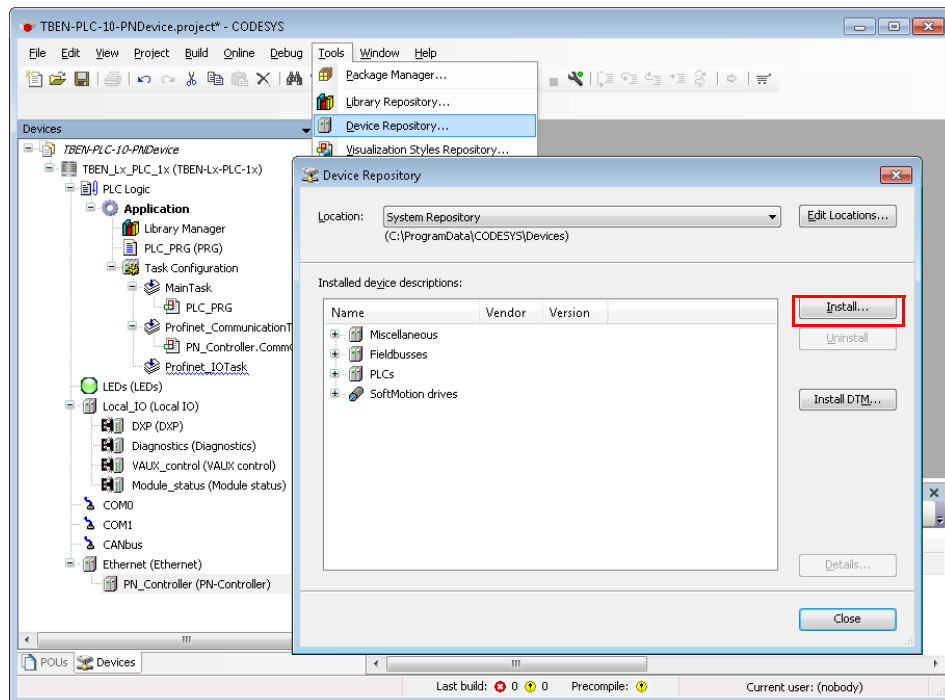 TBEN-PLC-10-PNDevice.project* - CODESYS
File Edit View Project Build Online Debug Tools Window Help
Package Manager...
Library Repository...
Device Repository...
Visualization Styles Repository...
Devices
TBEN-PLC-10-PNDevice
TBEN_Lx_PLC_1x (TBEN-Lx-PLC-1x)
PLC Logic
Application
Library Manager
PLC_PRG (PRG)
Task Configuration
MainTask
PLC_PRG
Profinet_CommunicationT
PN_Controller.Comm
Profinet_IOTask
LEDs (LEDs)
Local_IO (Local IO)
DXP (DXP)
Diagnostics (Diagnostics)
VAUX_control (VAUX control)
Module_status (Module status)
COM0
COM1
CANbus
Ethernet (Ethernet)
PN_Controller (PN-Controller)
POUs Devices
Device Repository
Location: System Repository Edit Locations...
(C:\ProgramData\CODESYS\Devices)
Installed device descriptions:
Name Vendor Version
Miscellaneous
Fieldbusses
PLCs
SoftMotion drives
Install...
Uninstall
Install DTM...
Details...
Close
Last build: 0 0 Precompile: Current user: (nobody)